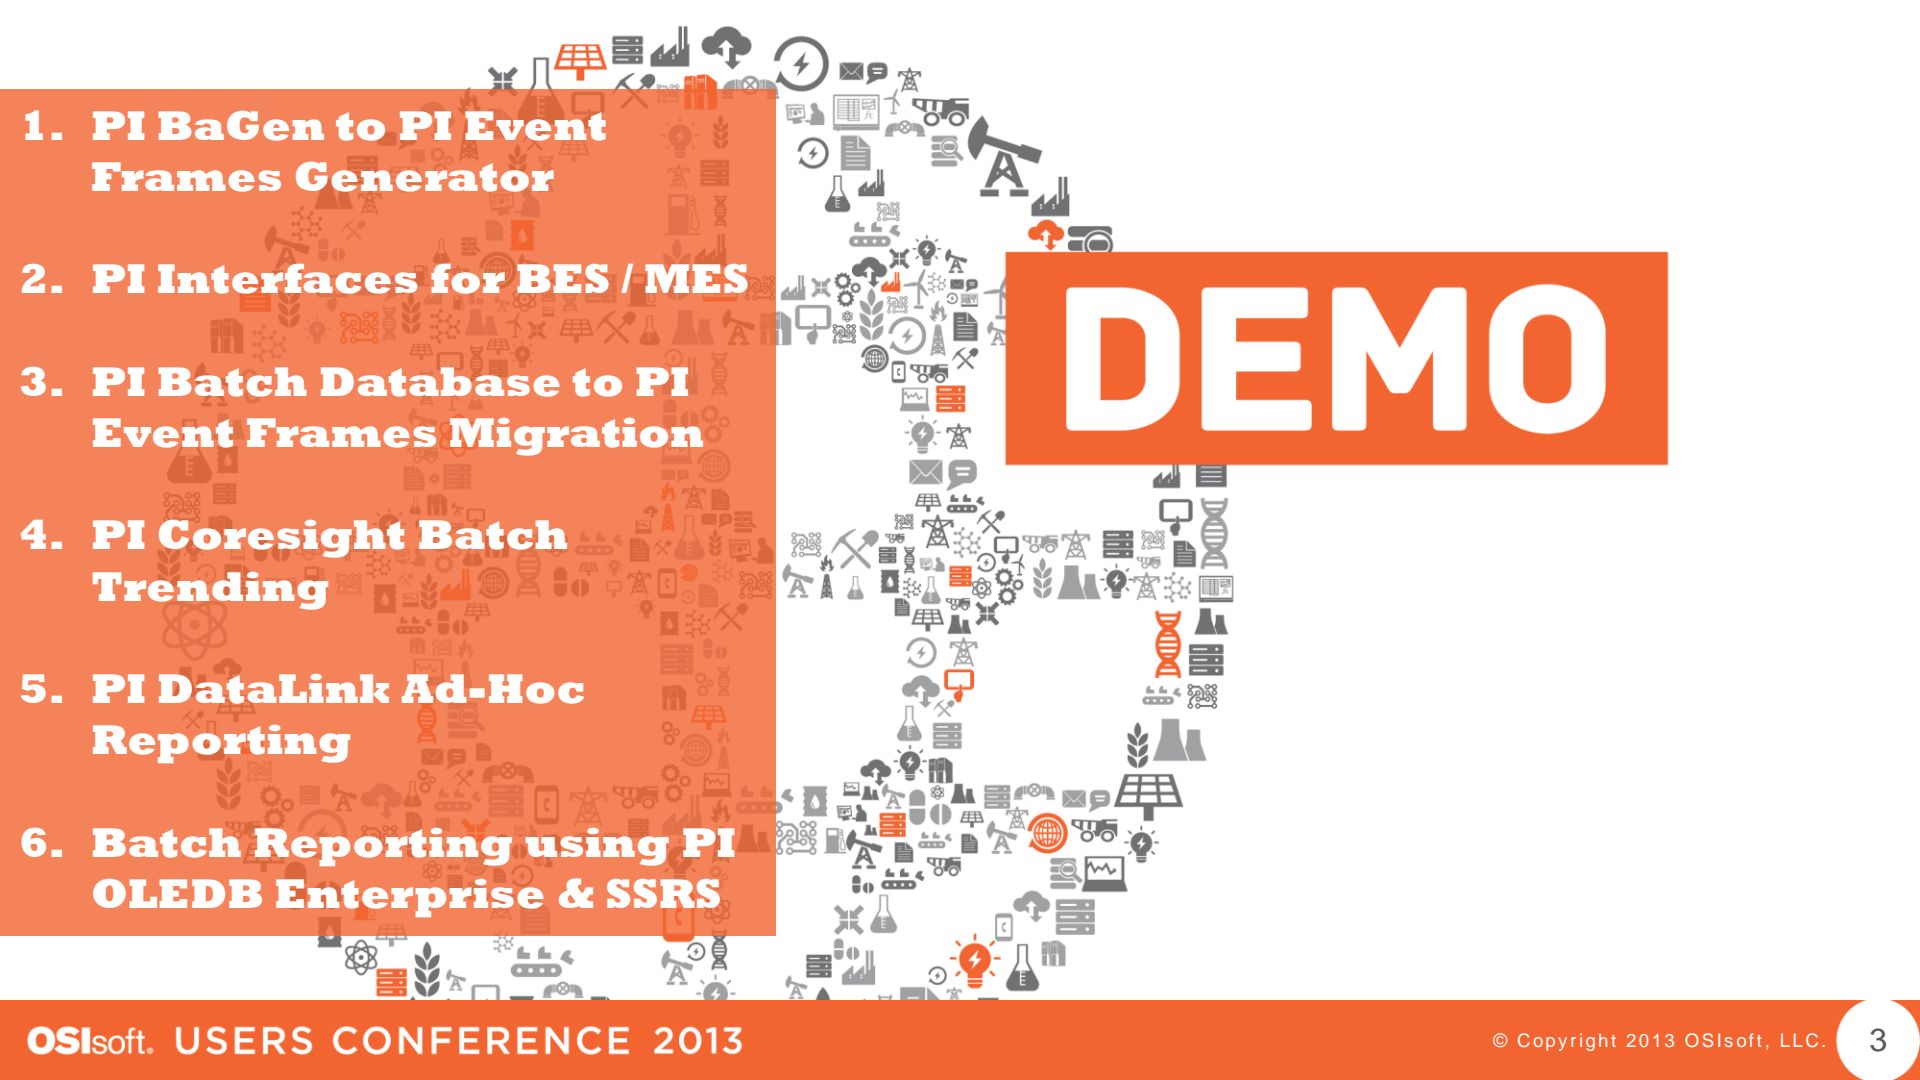 1. PI BaGen to PI Event
Frames Generator
2. PI Interfaces for BES / MES
3. PI Batch Database to PI
Event Frames Migration
4. PI Coresight Batch
Trending
5. PI DataLink Ad-Hoc
Reporting
6. Batch Reporting using PI
OLEDB Enterprise & SSRS
DEMO
OSIsoft. USERS CONFERENCE 2013
© Copyright 2013 OSIsoft, LLC.
3